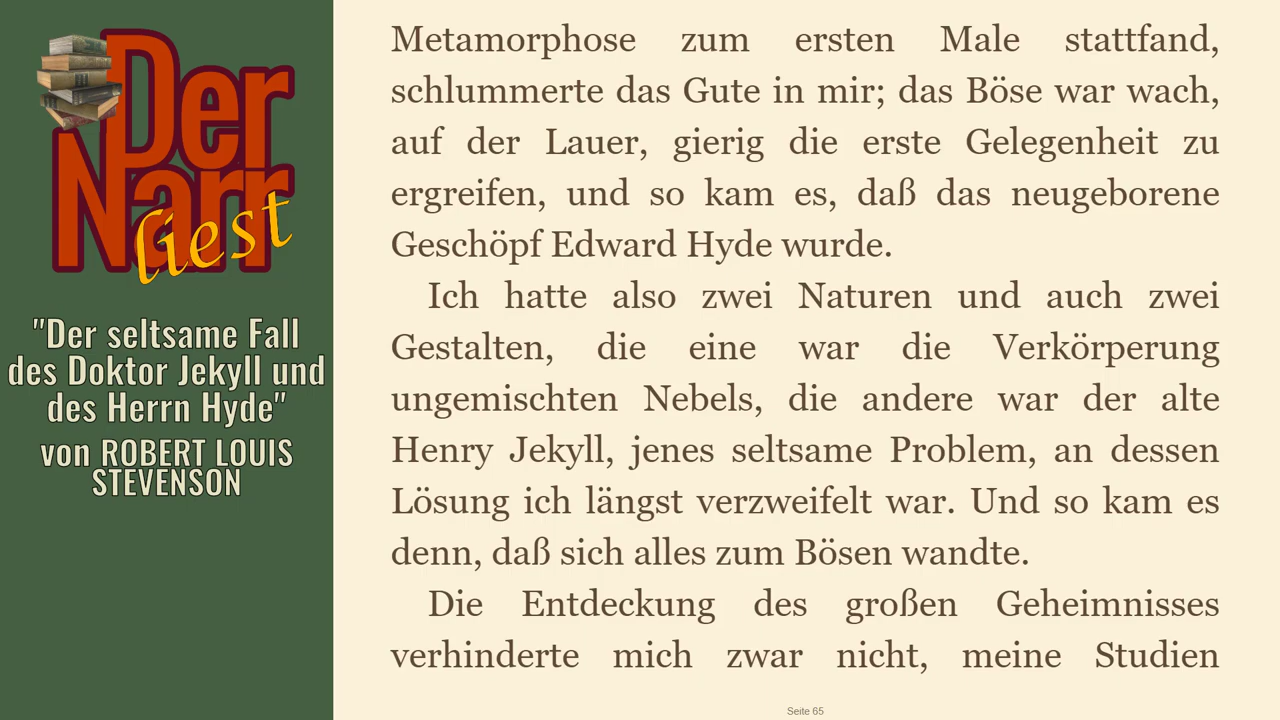 Der
Narr
liest
"Der seltsame Fall
des Doktor Jekyll und
des Herrn Hyde"
von ROBERT LOUIS
STEVENSON
Metamorphose zum ersten Male stattfand,
schlummerte das Gute in mir; das Böse war wach,
auf der Lauer, gierig die erste Gelegenheit zu
ergreifen, und so kam es, daß das neugeborene
Geschöpf Edward Hyde wurde.
Ich hatte also zwei Naturen und auch zwei
Gestalten, die eine war die Verkörperung
ungemischten Nebels, die andere war der alte
Henry Jekyll, jenes seltsame Problem, an dessen
Lösung ich längst verzweifelt war. Und so kam es
denn, daß sich alles zum Bösen wandte.
Die Entdeckung des großen Geheimnisses
verhinderte mich zwar nicht, meine Studien
Seite 65